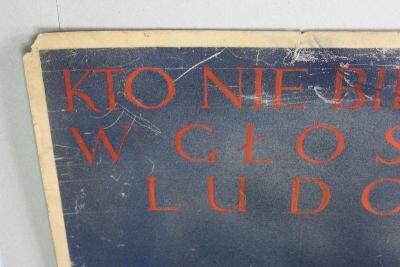 KTO NIE BI
W GŁOS
LUDO